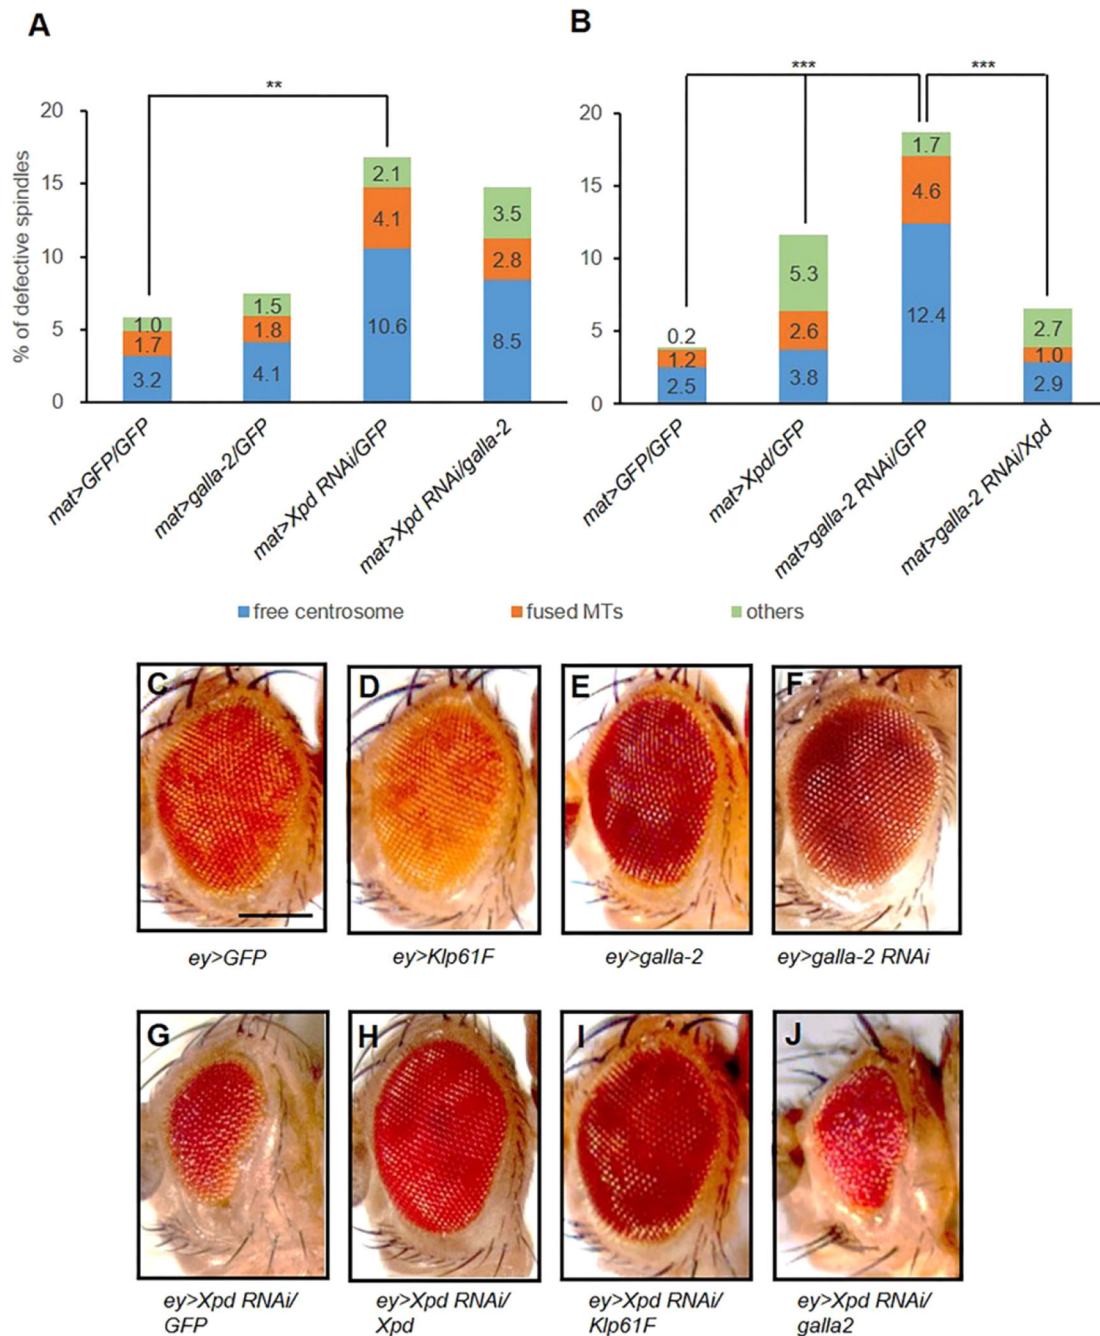 A
B
**
***
***
% of defective spindles
20
15
10
5
0
1.0
1.7
3.2
1.5
1.8
4.1
2.1
4.1
10.6
3.5
2.8
8.5
mat>GFP/GFP
mat>galla-2/GFP
mat>Xpd RNAi/GFP
mat>Xpd RNAi/galla-2
20
15
10
5
0
0.2
1.2
2.5
5.3
2.6
3.8
1.7
4.6
12.4
2.7
1.0
2.9
mat>GFP/GFP
mat>Xpd/GFP
mat>galla-2 RNAi/GFP
mat>galla-2 RNAi/Xpd
free centrosome
fused MTs
others
C
D
E
F
ey>GFP
ey>Klp61F
ey>galla-2
ey>galla-2 RNAi
G
H
I
J
ey>Xpd RNAi/
GFP
ey>Xpd RNAi/
Xpd
ey>Xpd RNAi/
Klp61F
ey>Xpd RNAi/
galla2